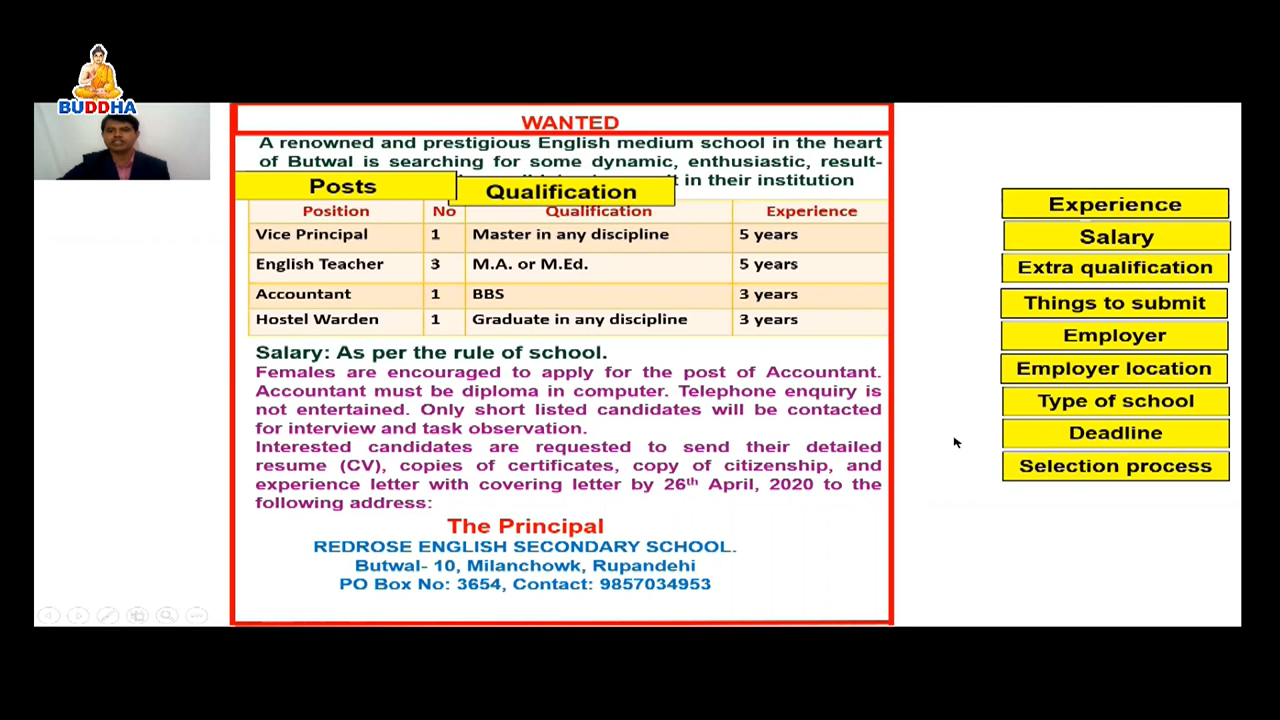 BUDDHA
WANTED
A renowned and prestigious English medium school in the heart
of Butwal is searching for some dynamic, enthusiastic, result-
in their institution
Posts
Qualification
Position No Qualification Experience
Vice Principal 1 Master in any discipline 5 years
English Teacher 3 M.A. or M.Ed. 5 years
Accountant 1 BBS 3 years
Hostel Warden 1 Graduate in any discipline 3 years
Salary: As per the rule of school.
Females are encouraged to apply for the post of Accountant.
Accountant must be diploma in computer. Telephone enquiry is
not entertained. Only short listed candidates will be contacted
for interview and task observation.
Interested candidates are requested to send their detailed
resume (CV), copies of certificates, copy of citizenship, and
experience letter with covering letter by 26th April, 2020 to the
following address:
The Principal
REDROSE ENGLISH SECONDARY SCHOOL.
Butwal- 10, Milanchowk, Rupandehi
PO Box No: 3654, Contact: 9857034953
Experience
Salary
Extra qualification
Things to submit
Employer
Employer location
Type of school
Deadline
Selection process